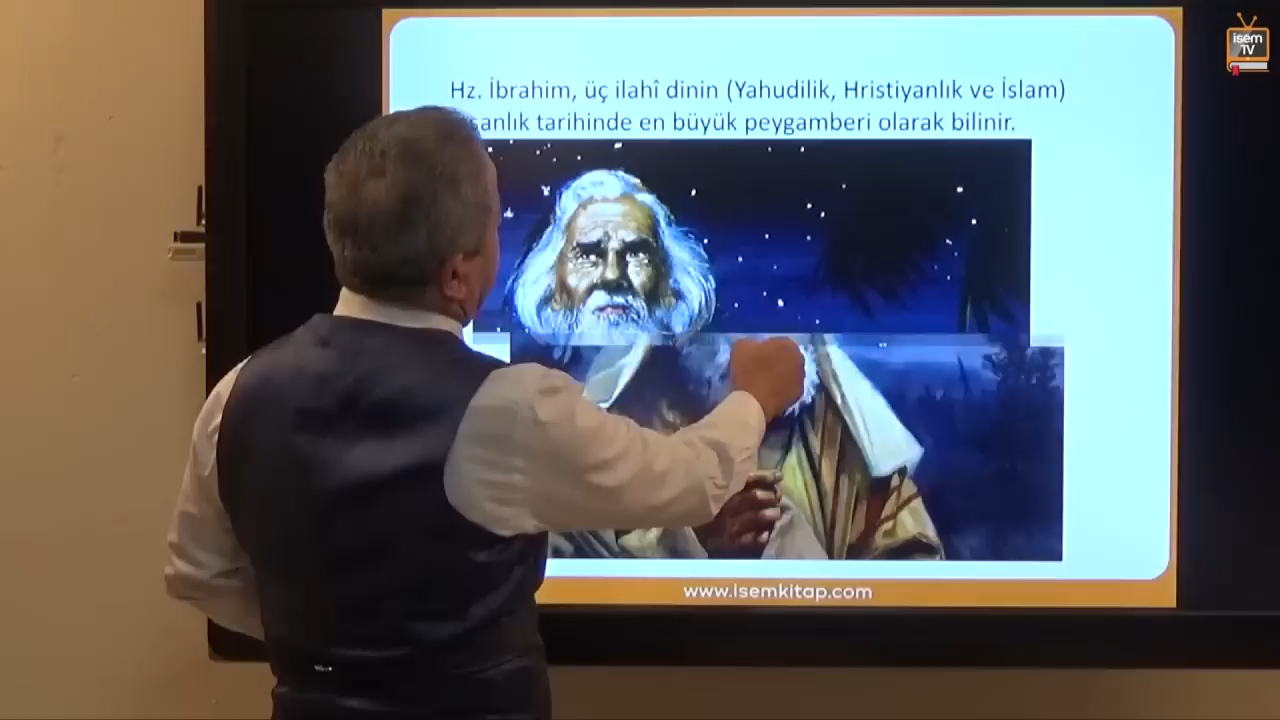 isem
TV
Hz. İbrahim, üç ilahî dinin (Yahudilik, Hristiyanlık ve İslam)
tarihinde en büyük peygamberi olarak bilinir.
www.isemkitap.com